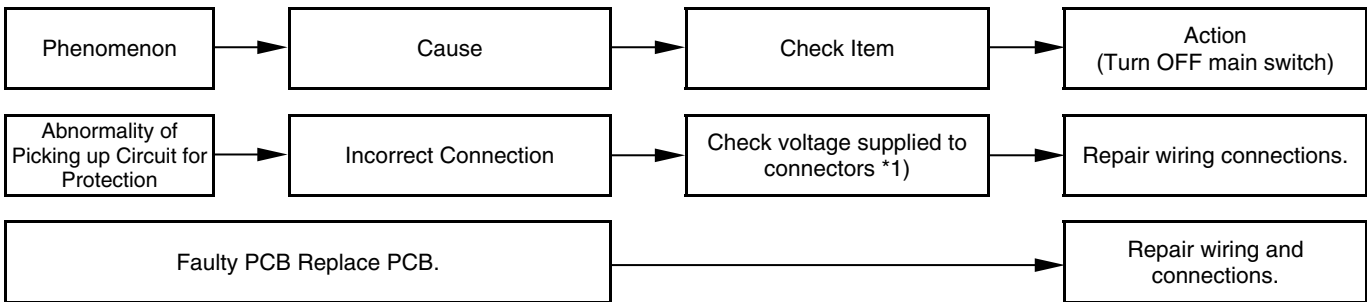 Phenomenon
Cause
Check Item
Action
(Turn OFF main switch)
Abnormality of
Picking up Circuit for
Protection
Incorrect Connection
Check voltage supplied to
connectors *1)
Repair wiring connections.
Faulty PCB Replace PCB.
Repair wiring and
connections.